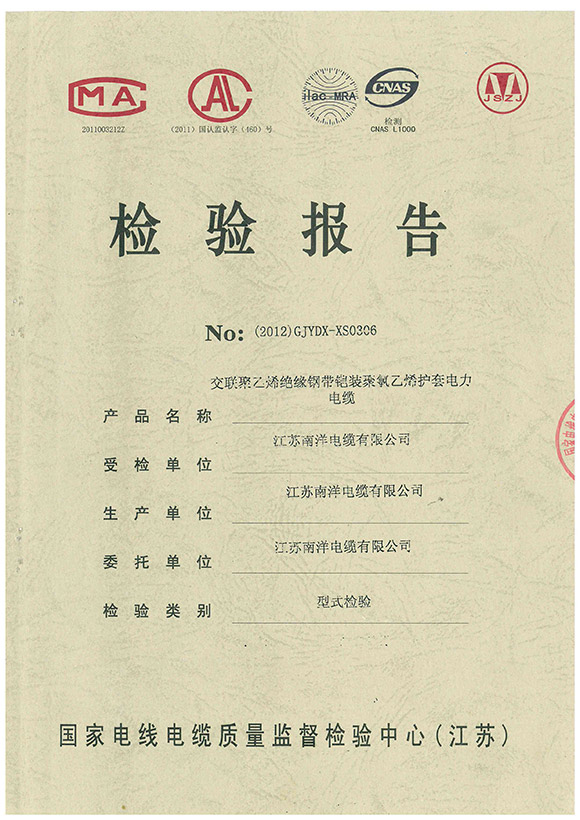 MA
AL
ilac-MRA
CNAS
JSZJ
2011003212Z
(2011)国认监认字(460)号
检测
CNAS L1000
检验报告
No: (2012)GJYDX-XS0306
交联聚乙烯绝缘钢带铠装聚氯乙烯护套电力
电缆
产品名称
江苏南洋电缆有限公司
受检单位
江苏南洋电缆有限公司
生产单位
江苏南洋电缆有限公司
委托单位
型式检验
检验类别
国家电线电缆质量监督检验中心(江苏)